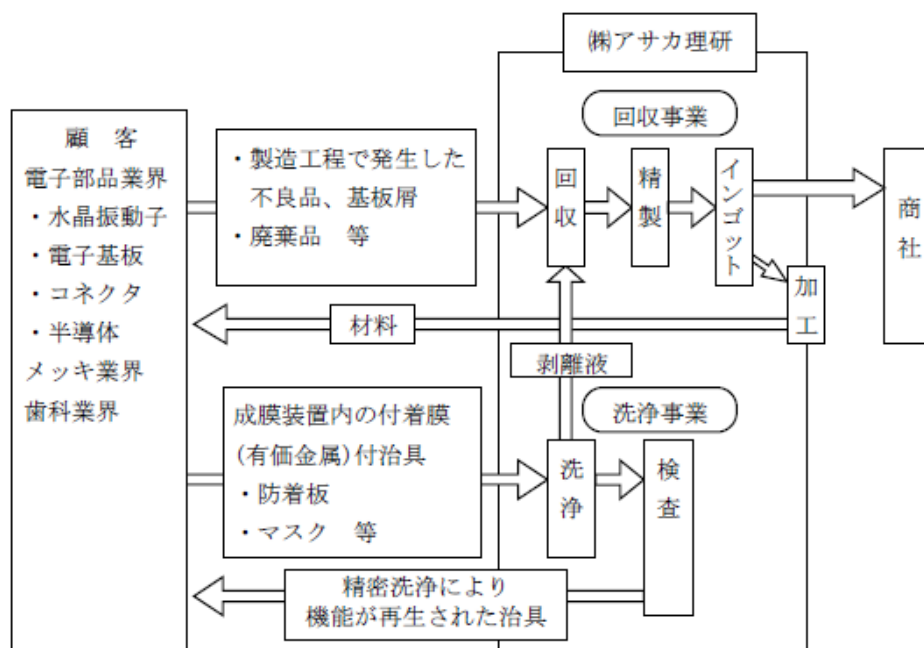 ㈱アサカ理研
顧　客
電子部品業界
・水晶振動子
・電子基板
・コネクタ
・半導体
メッキ業界
歯科業界
・製造工程で発生した
不良品、基板屑
・廃棄品　等
回収事業
回収
精製
インゴット
商社
加工
材料
剥離液
洗浄事業
成膜装置内の付着膜
(有価金属)付治具
・防着板
・マスク　等
洗浄
検査
精密洗浄により
機能が再生された治具